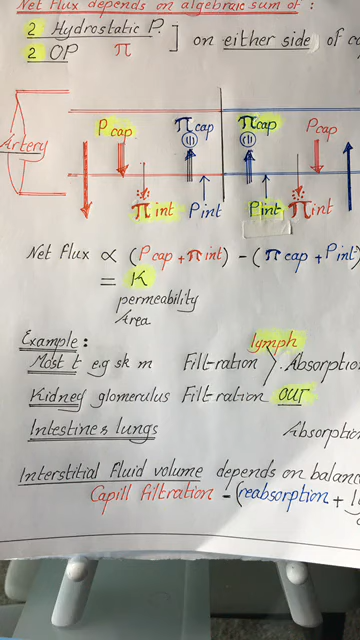 Net Flux depends on algebraic sum of :
2 Hydrostatic P.
2 OP π ] on either side of
Artery
P cap π cap π cap P cap
π int P int P int π int
Net flux ∝ (P cap + π int) - (π cap + P int)
= K
permeability
Area
Example : lymph
Most t e.g sk m Filtration > Absorptio
Kidney glomerulus Filtration OUT
Intestine & lungs Absorption
Interstitial Fluid volume depends on balan
Capill filtration - (reabsorption +